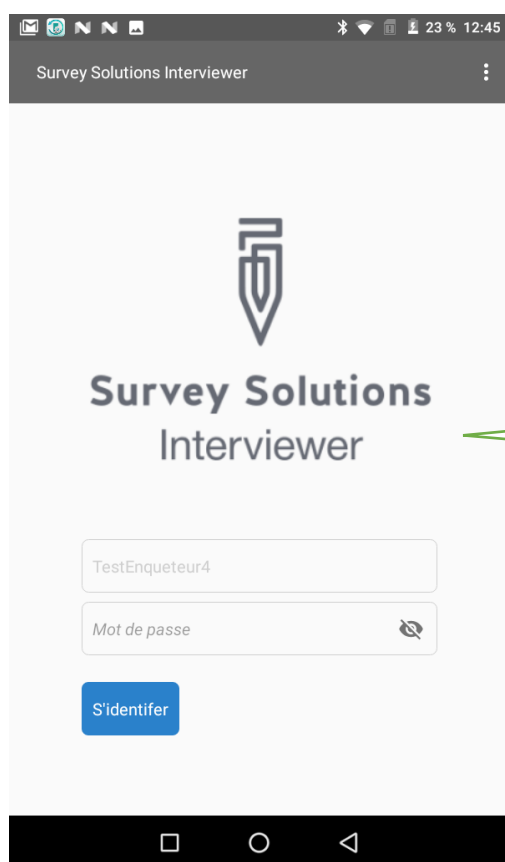 23 % 12:45
Survey Solutions Interviewer
Survey Solutions
Interviewer
TestEnqueteur4
Mot de passe
S'identifer